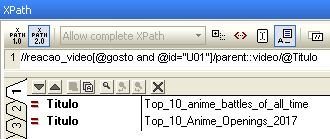 XPath
XPATH 1.0
XPATH 2.0
Allow complete XPath
1
//reacao_video[@gosto and @id="U01"]/parent::video/@Titulo
1
2
3
= Titulo Top_10_anime_battles_of_all_time
= Titulo Top_10_Anime_Openings_2017